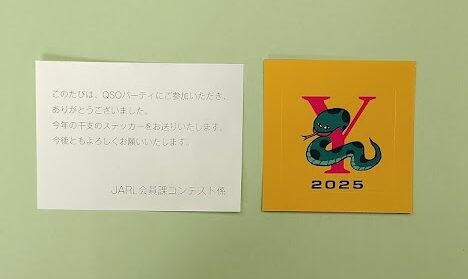 このたびは、QSOパーティにご参加いただき、
ありがとうございました。
今年の干支のステッカーをお送りいたします。
今後ともよろしくお願いいたします。
JARL会員課コンテスト係
Y
2025